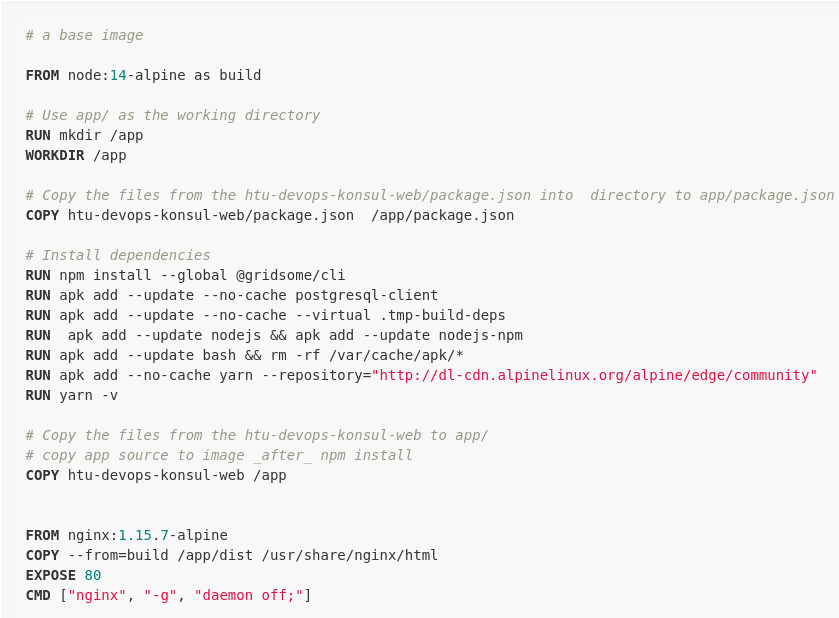 # a base image
FROM node:14-alpine as build
# Use app/ as the working directory
RUN mkdir /app
WORKDIR /app
# Copy the files from the htu-devops-konsul-web/package.json into  directory to app/package.json
COPY htu-devops-konsul-web/package.json  /app/package.json
# Install dependencies
RUN npm install --global @gridsome/cli
RUN apk add --update --no-cache postgresql-client
RUN apk add --update --no-cache --virtual .tmp-build-deps
RUN  apk add --update nodejs && apk add --update nodejs-npm
RUN apk add --update bash && rm -rf /var/cache/apk/*
RUN apk add --no-cache yarn --repository="http://dl-cdn.alpinelinux.org/alpine/edge/community"
RUN yarn -v
# Copy the files from the htu-devops-konsul-web to app/
# copy app source to image _after_ npm install
COPY htu-devops-konsul-web /app
FROM nginx:1.15.7-alpine
COPY --from=build /app/dist /usr/share/nginx/html
EXPOSE 80
CMD ["nginx", "-g", "daemon off;"]